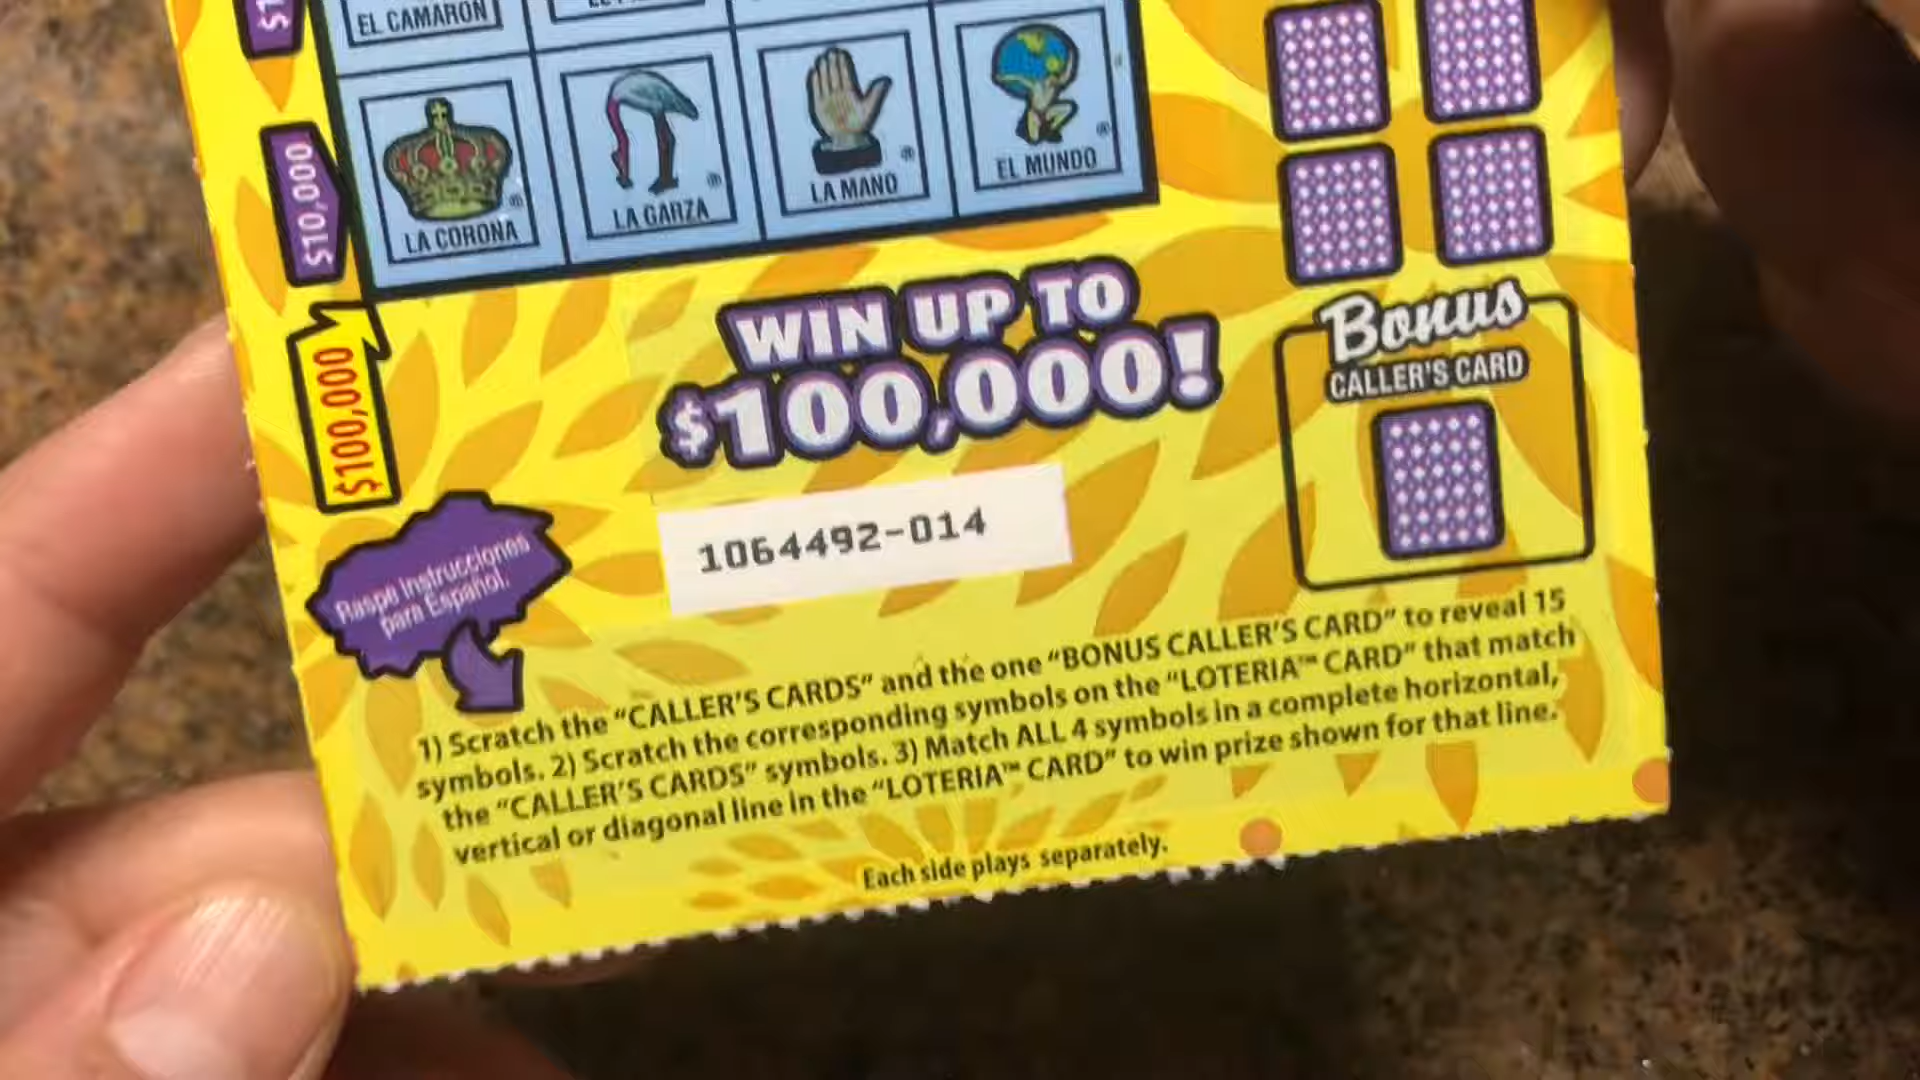 EL CAMARON
LA CORONA
LA GARZA
LA MANO
EL MUNDO
$10,000
$100,000
WIN UP TO
$100,000!
Bonus
CALLER'S CARD
1064492-014
Raspe instrucciones
para Español.
1) Scratch the “CALLER'S CARDS” and the one “BONUS CALLER'S CARD” to reveal 15
symbols. 2) Scratch the corresponding symbols on the “LOTERIA™ CARD” that match
the “CALLER'S CARDS” symbols. 3) Match ALL 4 symbols in a complete horizontal,
vertical or diagonal line in the “LOTERIA™ CARD” to win prize shown for that line.
Each side plays separately.